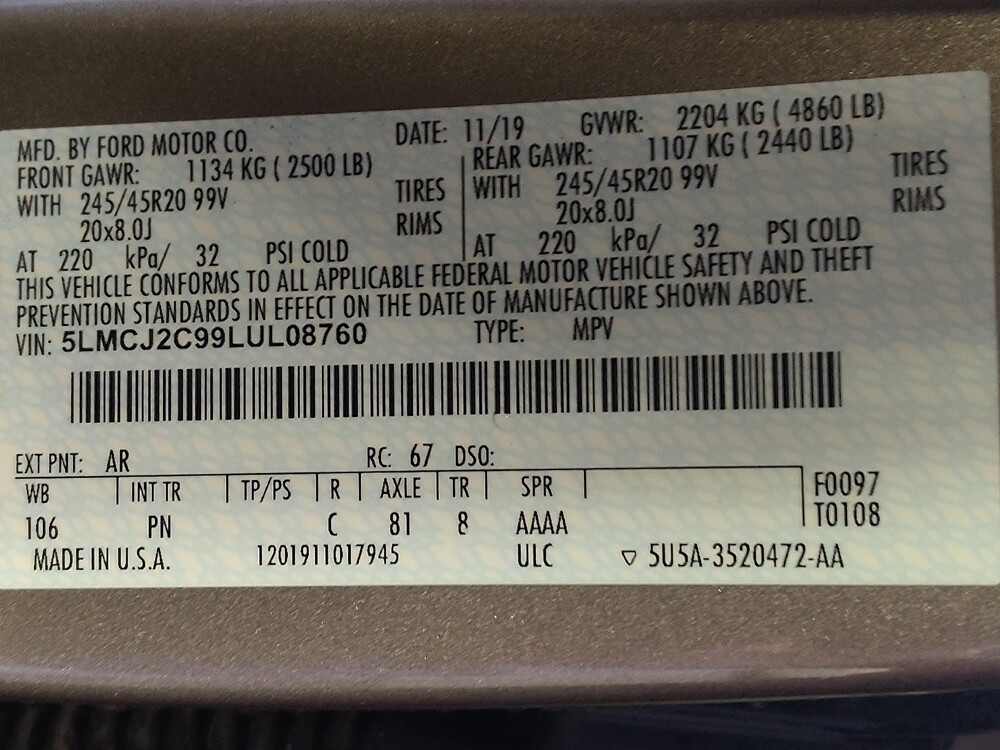 MFD. BY FORD MOTOR CO. DATE: 11/19 GVWR: 2204 KG ( 4860 LB)
FRONT GAWR: 1134 KG ( 2500 LB) REAR GAWR: 1107 KG ( 2440 LB)
WITH 245/45R20 99V TIRES WITH 245/45R20 99V TIRES
20x8.0J RIMS 20x8.0J RIMS
AT 220 kPa/ 32 PSI COLD AT 220 kPa/ 32 PSI COLD
THIS VEHICLE CONFORMS TO ALL APPLICABLE FEDERAL MOTOR VEHICLE SAFETY AND THEFT
PREVENTION STANDARDS IN EFFECT ON THE DATE OF MANUFACTURE SHOWN ABOVE.
VIN: 5LMCJ2C99LUL08760 TYPE: MPV
EXT PNT: AR RC: 67 DSO:
WB INT TR TP/PS R AXLE TR SPR F0097
106 PN C 81 8 AAAA T0108
MADE IN U.S.A. 1201911017945 ULC ▽ 5U5A-3520472-AA